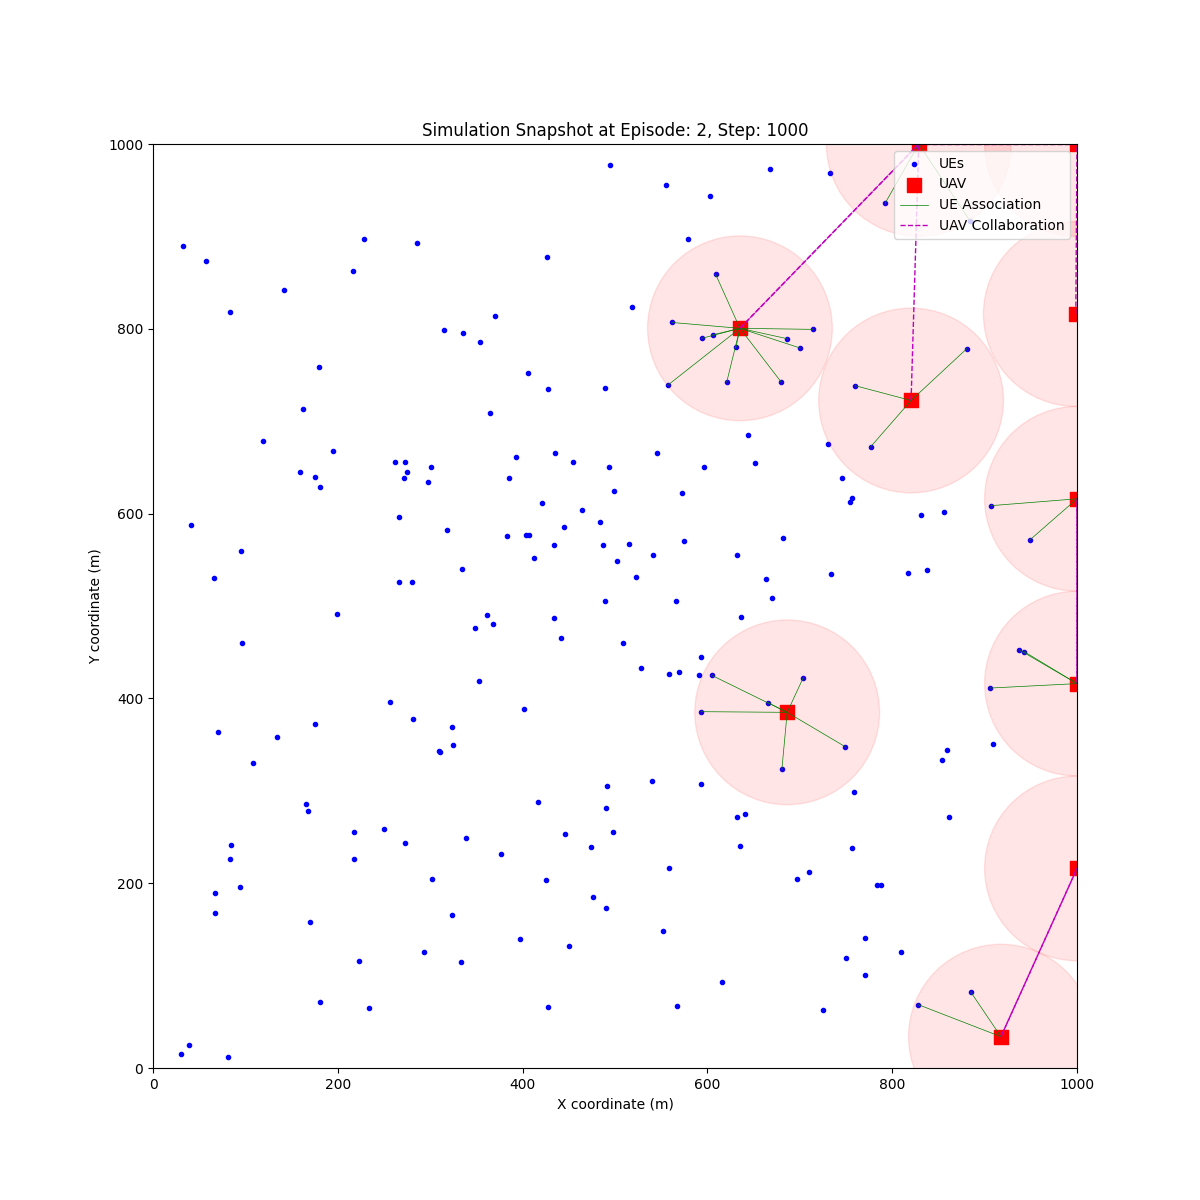 Simulation Snapshot at Episode: 2, Step: 1000
UEs
UAV
UE Association
UAV Collaboration
1000
800
600
400
200
0
Y coordinate (m)
0 200 400 600 800 1000
X coordinate (m)